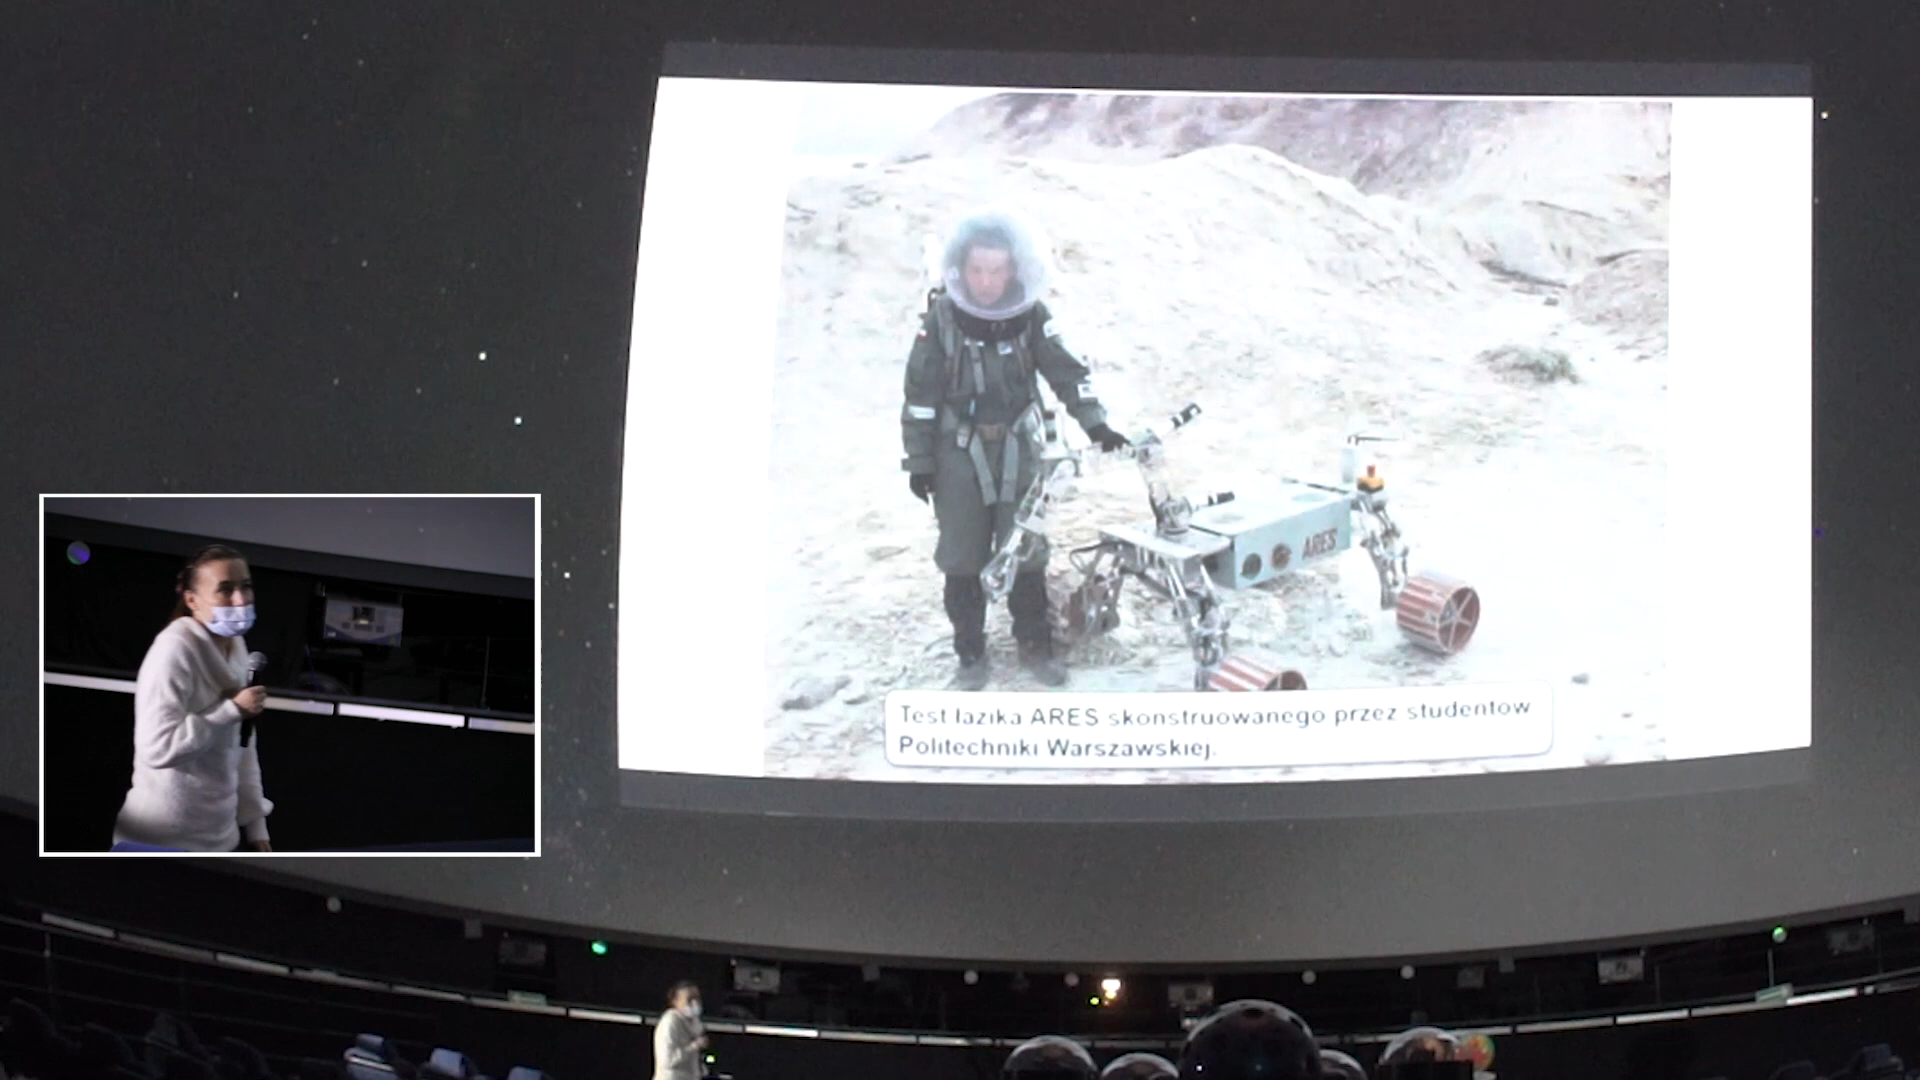 ARES
Test łazika ARES skonstruowanego przez studentów
Politechniki Warszawskiej.